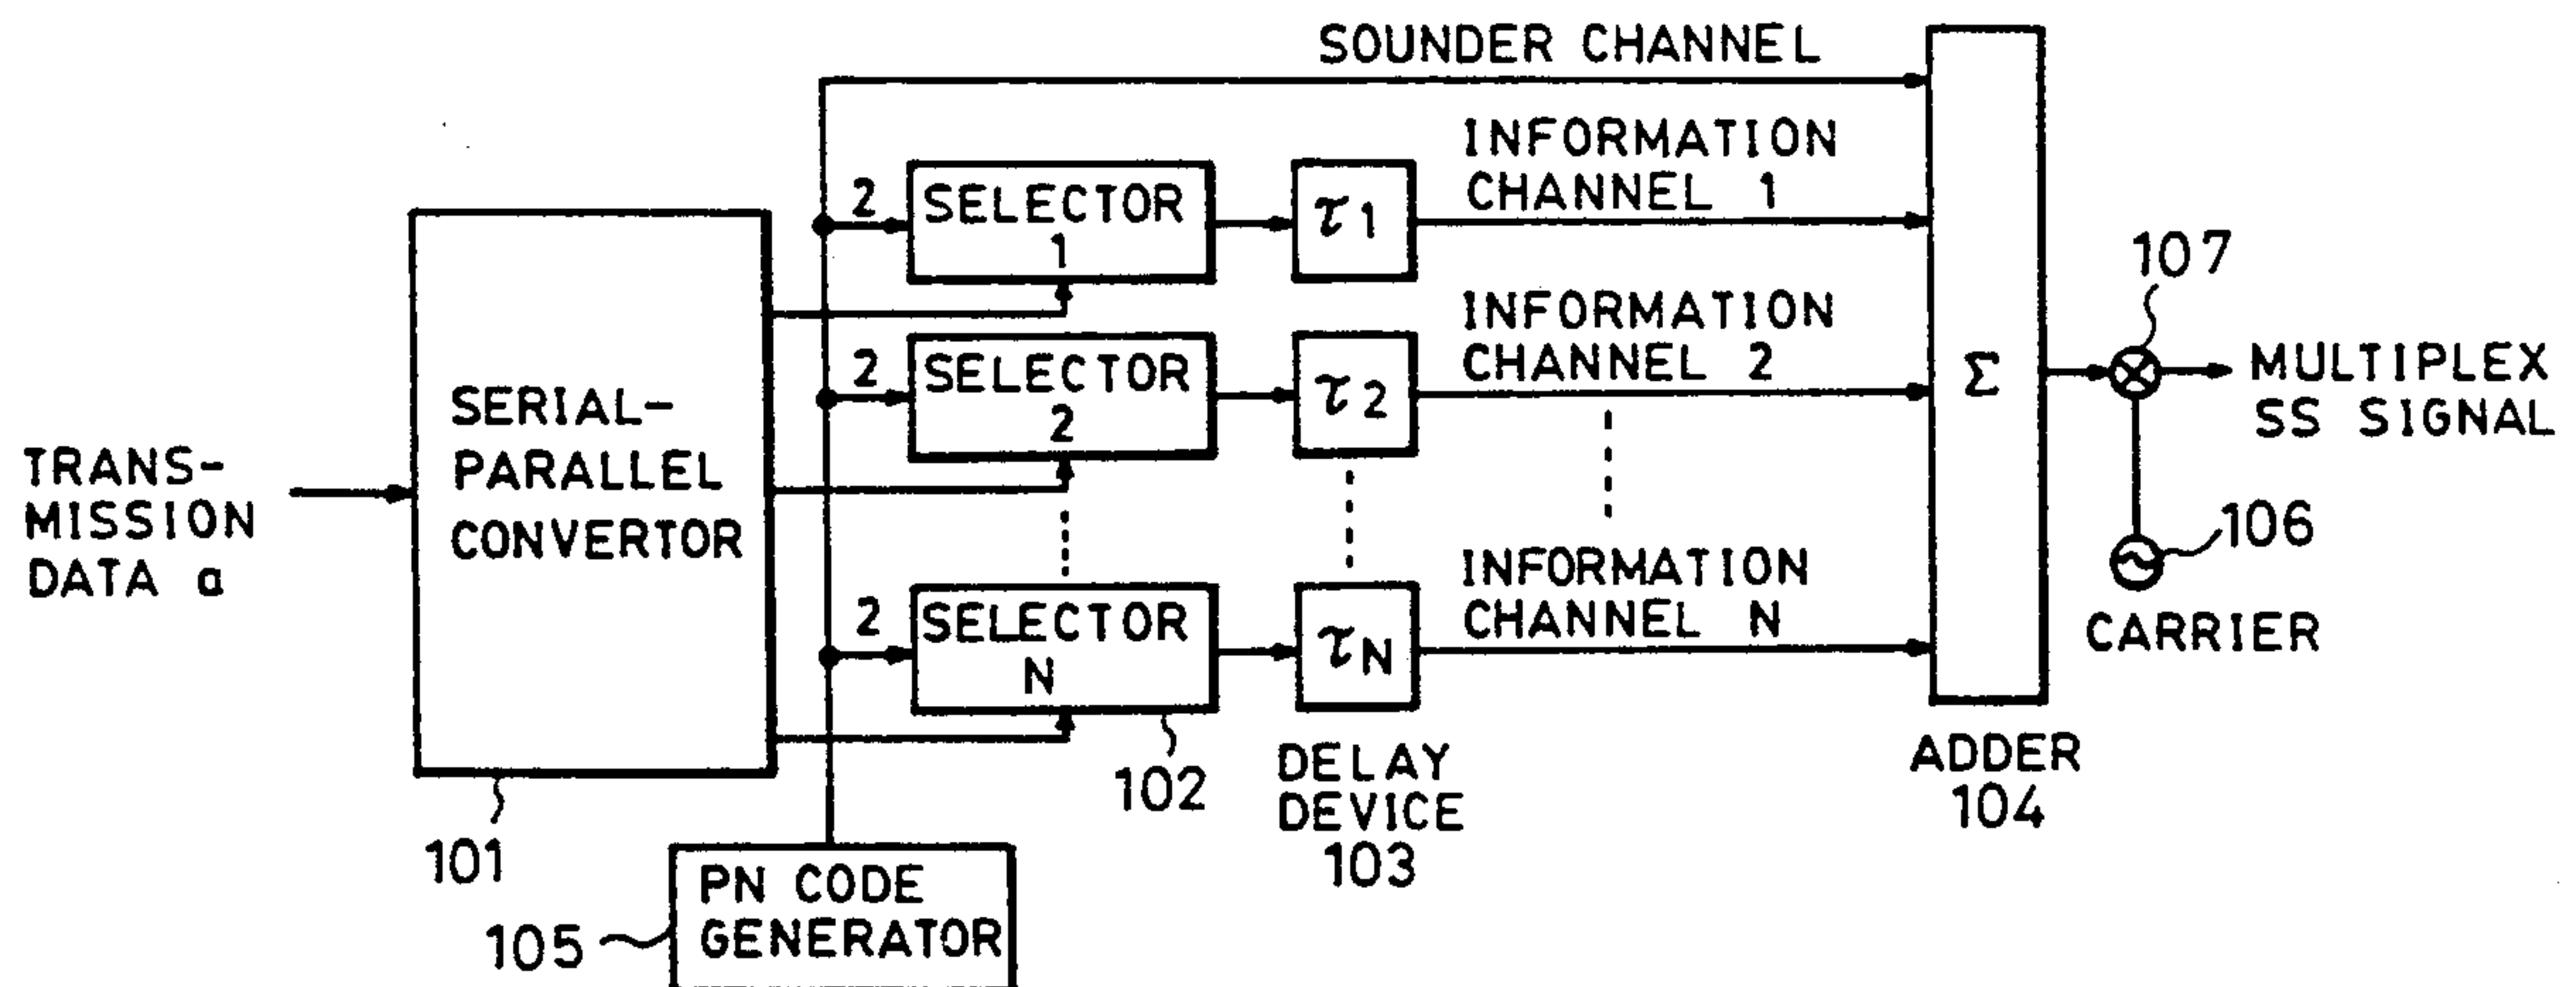 SOUNDER CHANNEL
INFORMATION
CHANNEL 1
2
SELECTOR
1
τ1
107
INFORMATION
CHANNEL 2
2
SELECTOR
2
τ2
Σ
MULTIPLEX
SS SIGNAL
SERIAL-
PARALLEL
CONVERTOR
TRANS-
MISSION
DATA a
106
INFORMATION
CHANNEL N
2
SELECTOR
N
τN
CARRIER
102
DELAY
DEVICE
103
ADDER
104
101
PN CODE
GENERATOR
105